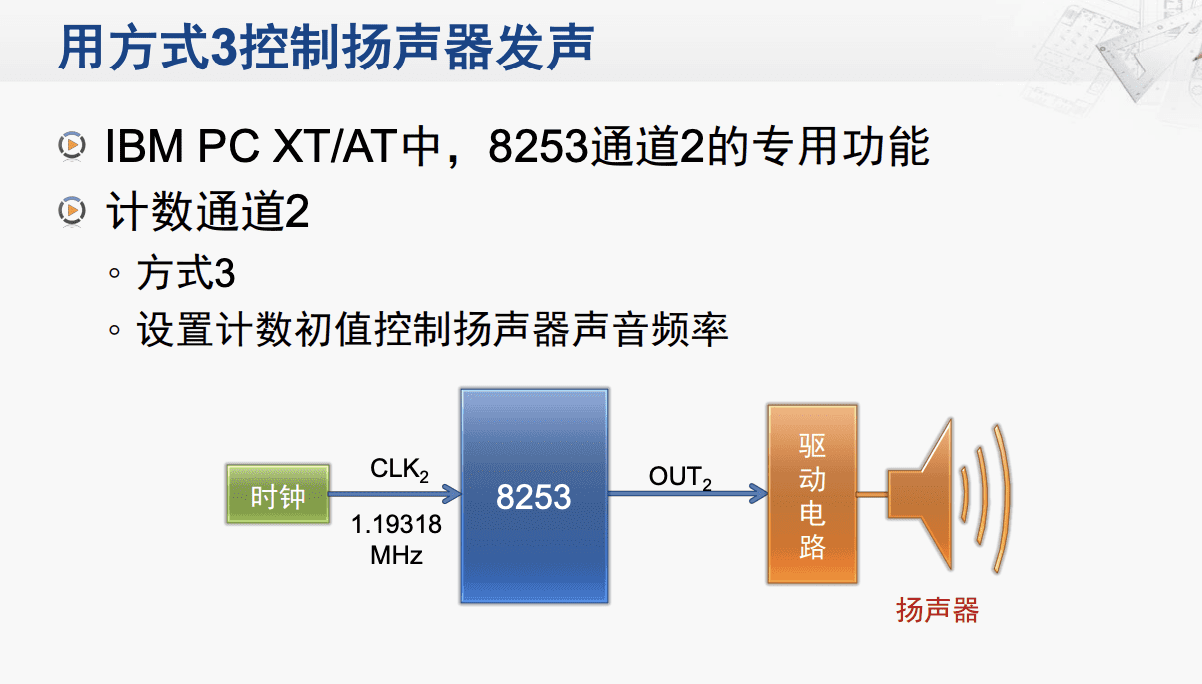 用方式3控制扬声器发声
IBM PC XT/AT中，8253通道2的专用功能
计数通道2
方式3
设置计数初值控制扬声器声音频率
时钟
CLK2
1.19318
MHz
8253
OUT2
驱
动
电
路
扬声器